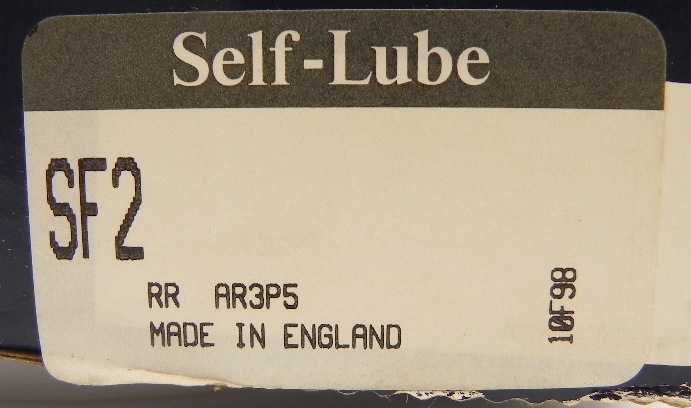 Self-Lube
SF2
RR AR3P5
MADE IN ENGLAND
10F98